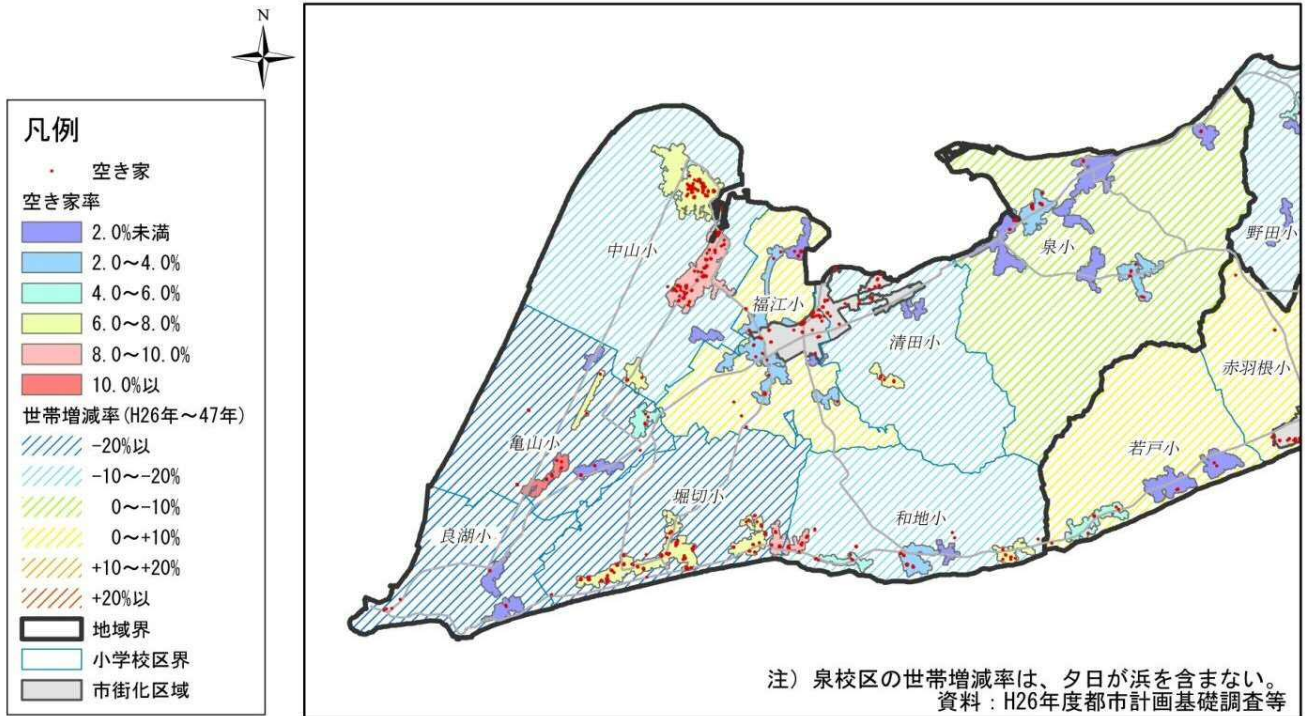 N
凡例
空き家
空き家率
2.0%未満
2.0～4.0%
4.0～6.0%
6.0～8.0%
8.0～10.0%
10.0%以
世帯増減率(H26年～47年)
-20%以
-10～-20%
0～-10%
0～+10%
+10～+20%
+20%以
地域界
小学校区界
市街化区域
中山小
福江小
泉小
野田小
清田小
赤羽根小
亀山小
若戸小
堀切小
和地小
良湖小
注）泉校区の世帯増減率は、夕日が浜を含まない。
資料：H26年度都市計画基礎調査等